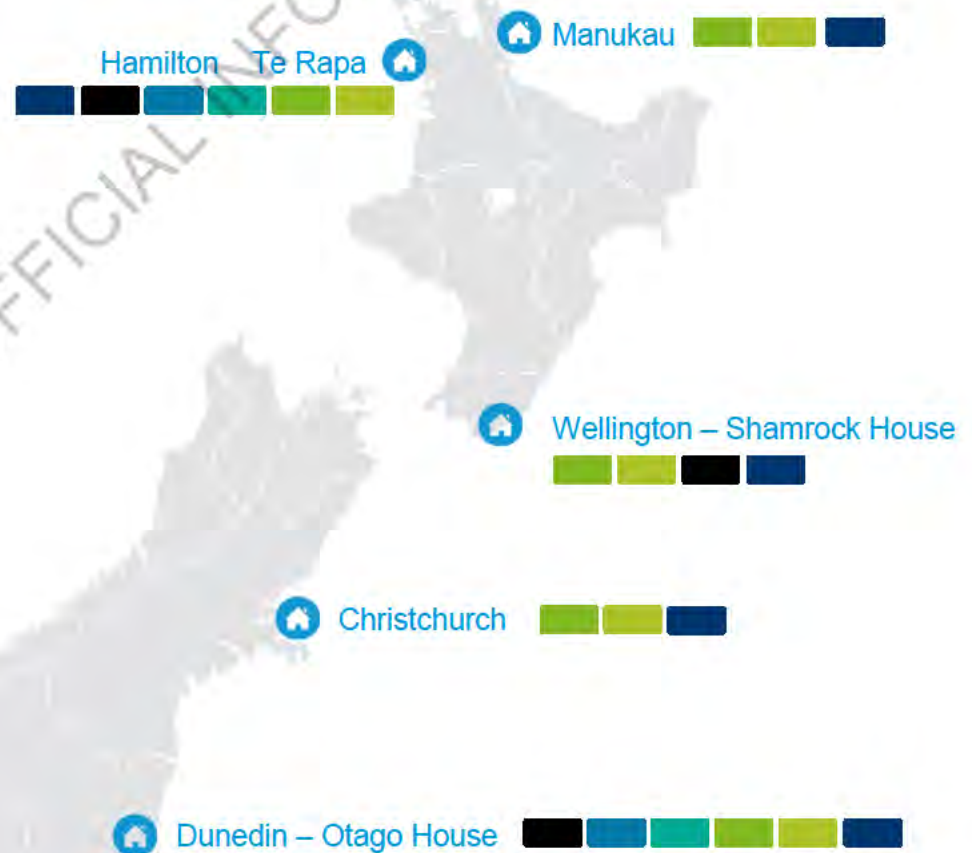 Manukau
Hamilton Te Rapa
Wellington – Shamrock House
Christchurch
Dunedin – Otago House